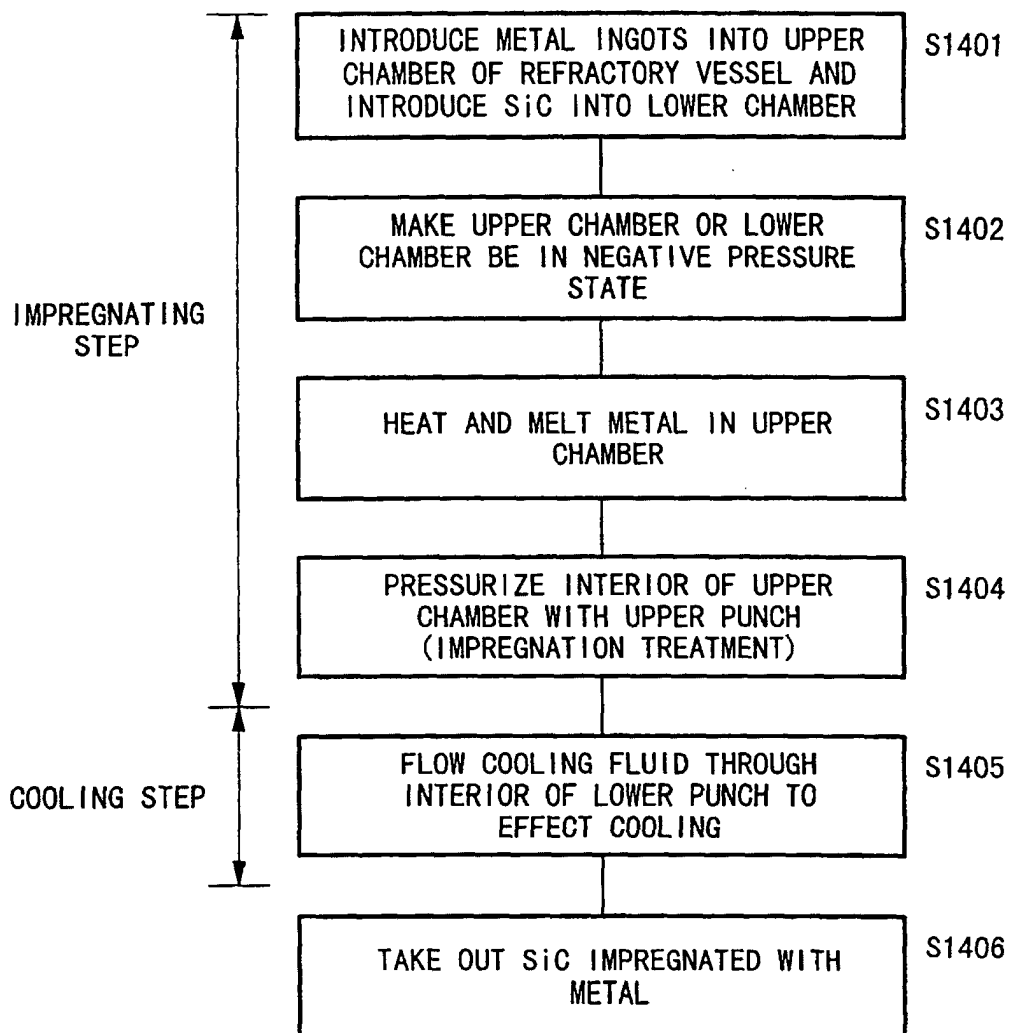 INTRODUCE METAL INGOTS INTO UPPER
CHAMBER OF REFRACTORY VESSEL AND
INTRODUCE SiC INTO LOWER CHAMBER
S1401
MAKE UPPER CHAMBER OR LOWER
CHAMBER BE IN NEGATIVE PRESSURE
STATE
S1402
IMPREGNATING
STEP
HEAT AND MELT METAL IN UPPER
CHAMBER
S1403
PRESSURIZE INTERIOR OF UPPER
CHAMBER WITH UPPER PUNCH
(IMPREGNATION TREATMENT)
S1404
COOLING STEP
FLOW COOLING FLUID THROUGH
INTERIOR OF LOWER PUNCH TO
EFFECT COOLING
S1405
TAKE OUT SiC IMPREGNATED WITH
METAL
S1406